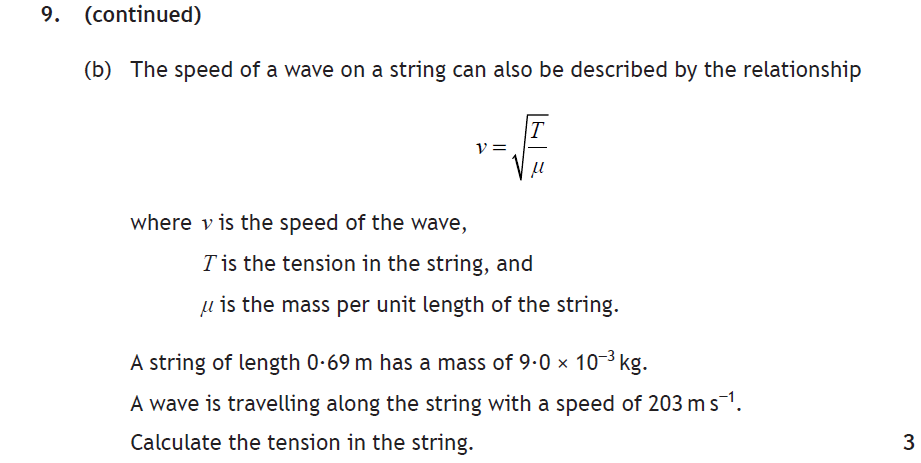 9. (continued)
(b) The speed of a wave on a string can also be described by the relationship
v = √(T/μ)
where v is the speed of the wave,
T is the tension in the string, and
μ is the mass per unit length of the string.
A string of length 0·69 m has a mass of 9·0 × 10⁻³ kg.
A wave is travelling along the string with a speed of 203 m s⁻¹.
Calculate the tension in the string. 3